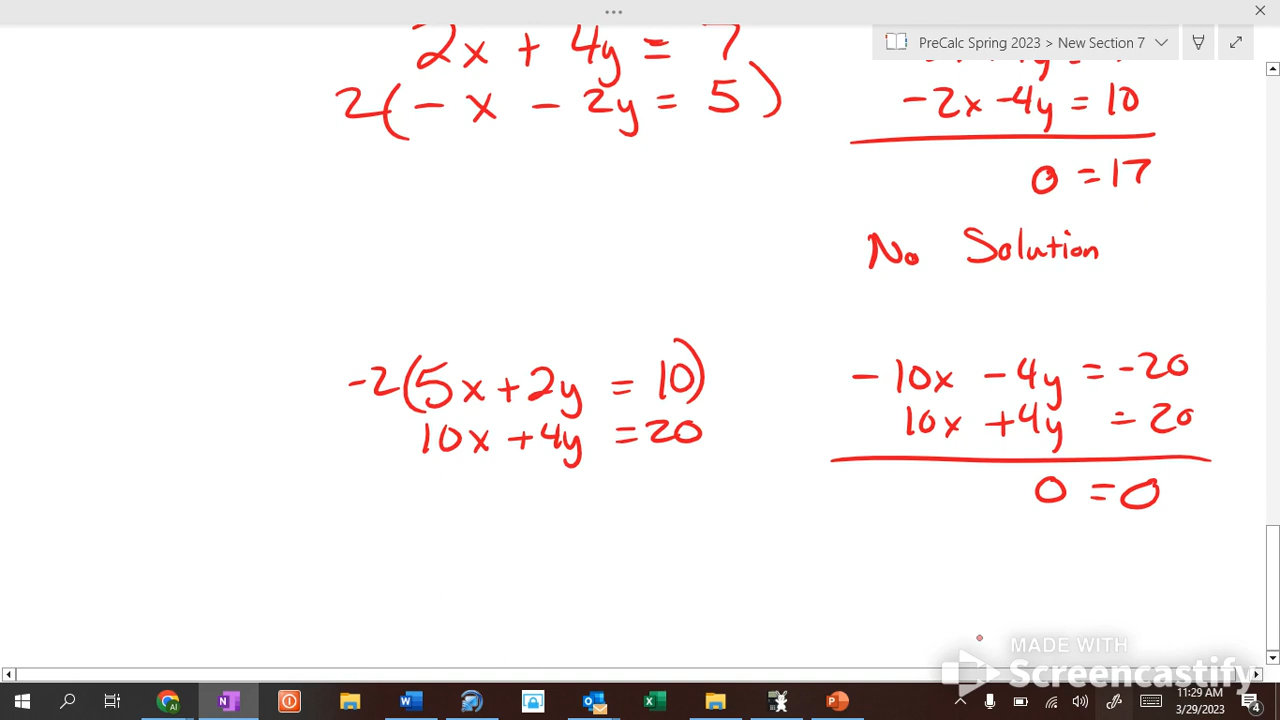 PreCalc Spring 2023 > New Section 7
2x + 4y = 7
2(- x - 2y = 5)
-2x -4y = 10
0 = 17
No Solution
-2(5x + 2y = 10)
10x + 4y = 20
- 10x - 4y = -20
10x + 4y = 20
0 = 0
MADE WITH
Screencastify
11:29 AM
3/29/2023
4